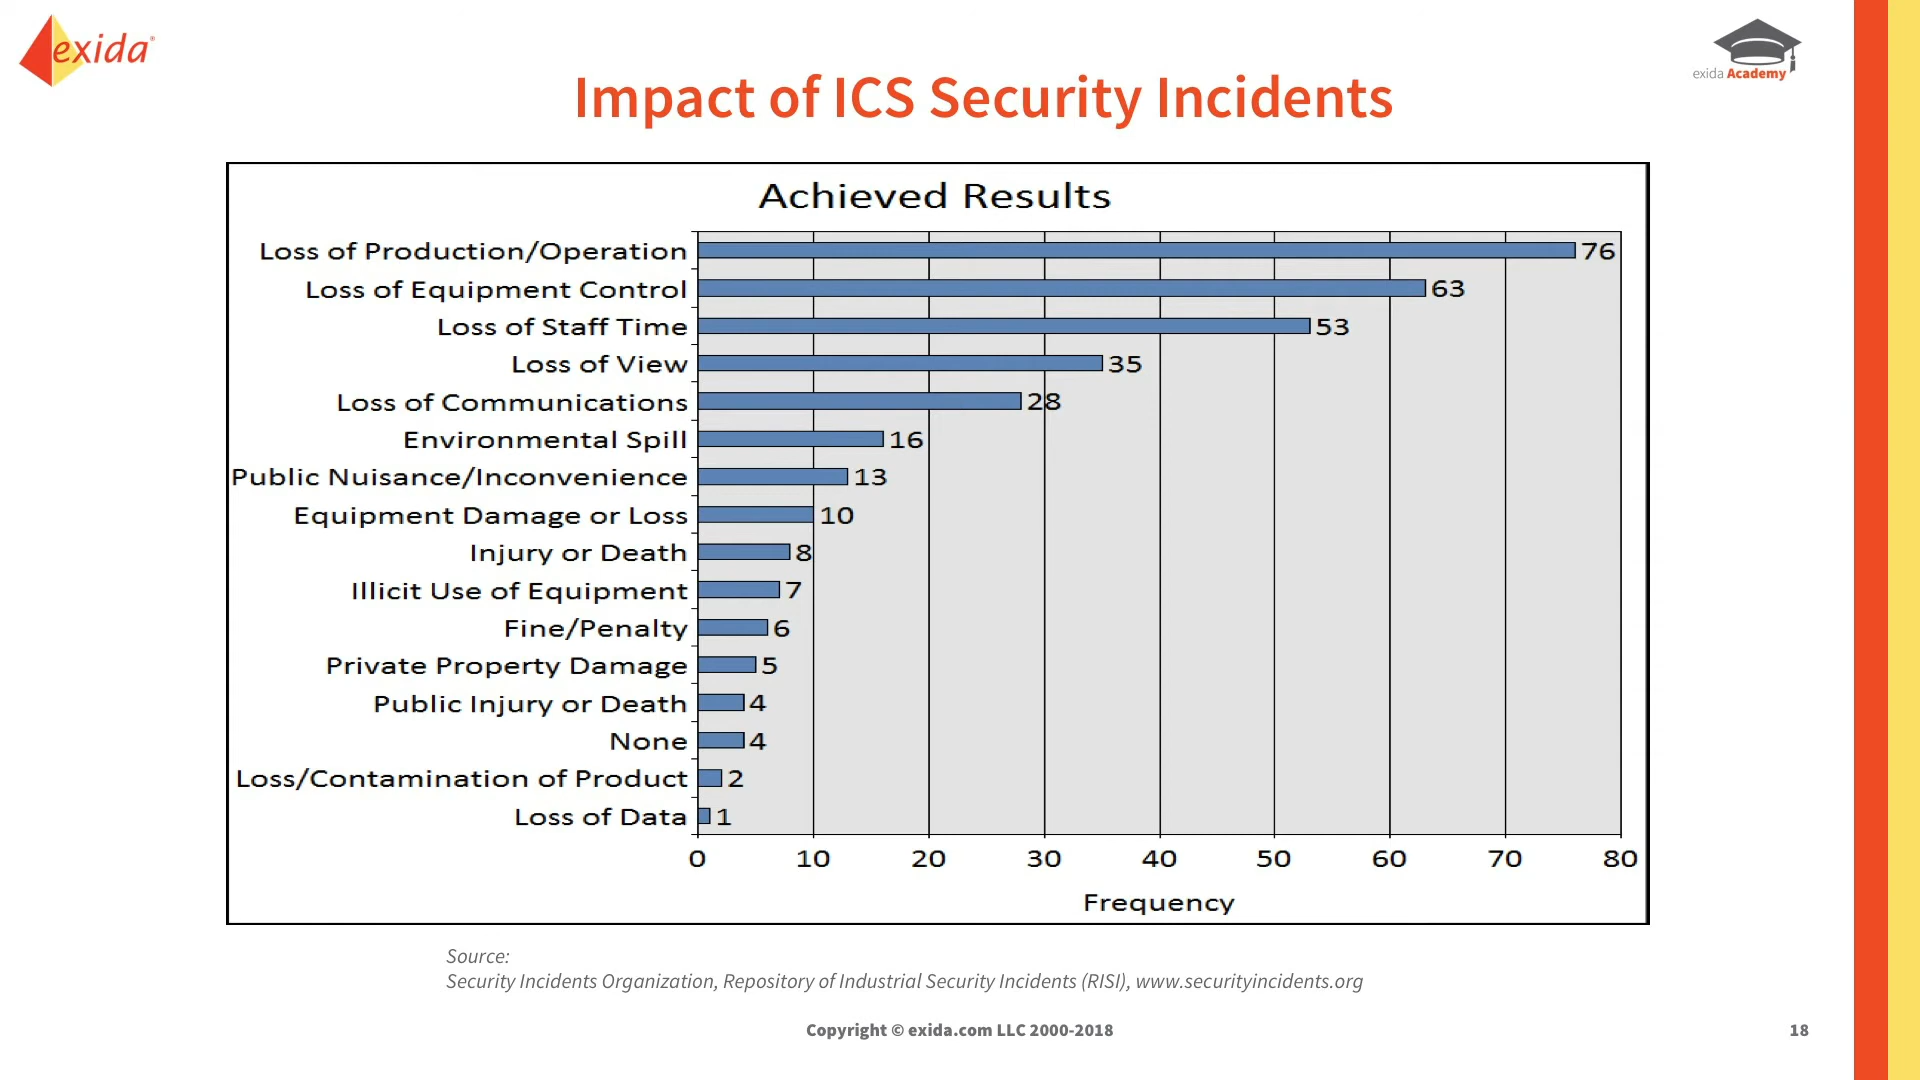 exida®
exida Academy
Impact of ICS Security Incidents
Achieved Results
Loss of Production/Operation 76
Loss of Equipment Control 63
Loss of Staff Time 53
Loss of View 35
Loss of Communications 28
Environmental Spill 16
Public Nuisance/Inconvenience 13
Equipment Damage or Loss 10
Injury or Death 8
Illicit Use of Equipment 7
Fine/Penalty 6
Private Property Damage 5
Public Injury or Death 4
None 4
Loss/Contamination of Product 2
Loss of Data 1
0 10 20 30 40 50 60 70 80
Frequency
Source:
Security Incidents Organization, Repository of Industrial Security Incidents (RISI), www.securityincidents.org
Copyright © exida.com LLC 2000-2018
18